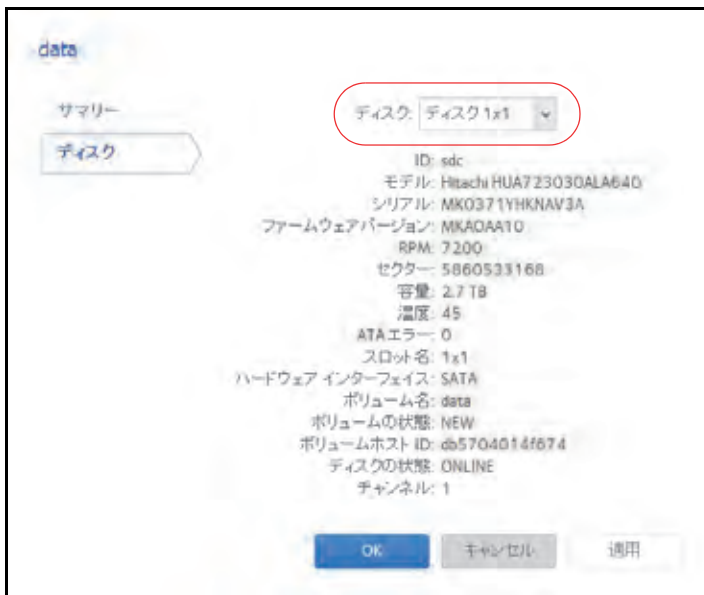 data
サマリー
ディスク
ディスク: ディスク 1x1
ID: sdc
モデル: Hitachi HUA723030ALA640
シリアル: MK0371YHKNAV3A
ファームウェアバージョン: MKAOAA10
RPM: 7200
セクター: 5860533168
容量: 2.7 TB
温度: 45
ATAエラー: 0
スロット名: 1x1
ハードウェア インターフェイス: SATA
ボリューム名: data
ボリュームの状態: NEW
ボリュームホスト ID: db5704014f674
ディスクの状態: ONLINE
チャンネル: 1
OK キャンセル 適用